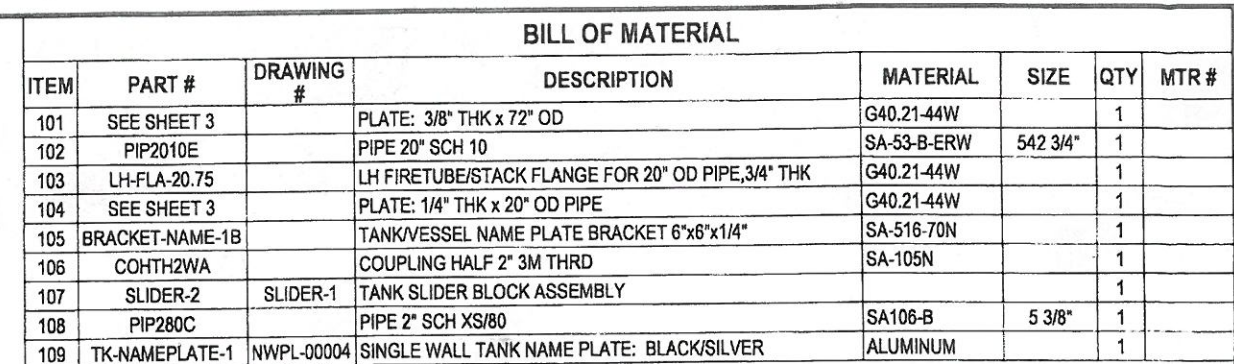 BILL OF MATERIAL
ITEM PART # DRAWING # DESCRIPTION MATERIAL SIZE QTY MTR #
101 SEE SHEET 3 PLATE: 3/8" THK x 72" OD G40.21-44W 1
102 PIP2010E PIPE 20" SCH 10 SA-53-B-ERW 542 3/4" 1
103 LH-FLA-20.75 LH FIRETUBE/STACK FLANGE FOR 20" OD PIPE,3/4" THK G40.21-44W 1
104 SEE SHEET 3 PLATE: 1/4" THK x 20" OD PIPE G40.21-44W 1
105 BRACKET-NAME-1B TANK/VESSEL NAME PLATE BRACKET 6"x6"x1/4" SA-516-70N 1
106 COHTH2WA COUPLING HALF 2" 3M THRD SA-105N 1
107 SLIDER-2 SLIDER-1 TANK SLIDER BLOCK ASSEMBLY 1
108 PIP280C PIPE 2" SCH XS/80 SA106-B 5 3/8" 1
109 TK-NAMEPLATE-1 NWPL-00004 SINGLE WALL TANK NAME PLATE: BLACK/SILVER ALUMINUM 1